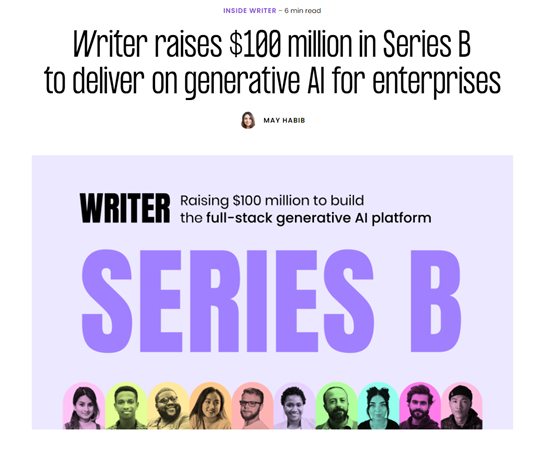 INSIDE WRITER – 6 min read
Writer raises $100 million in Series B
to deliver on generative AI for enterprises
MAY HABIB
WRITER
Raising $100 million to build
the full-stack generative AI platform
SERIES B